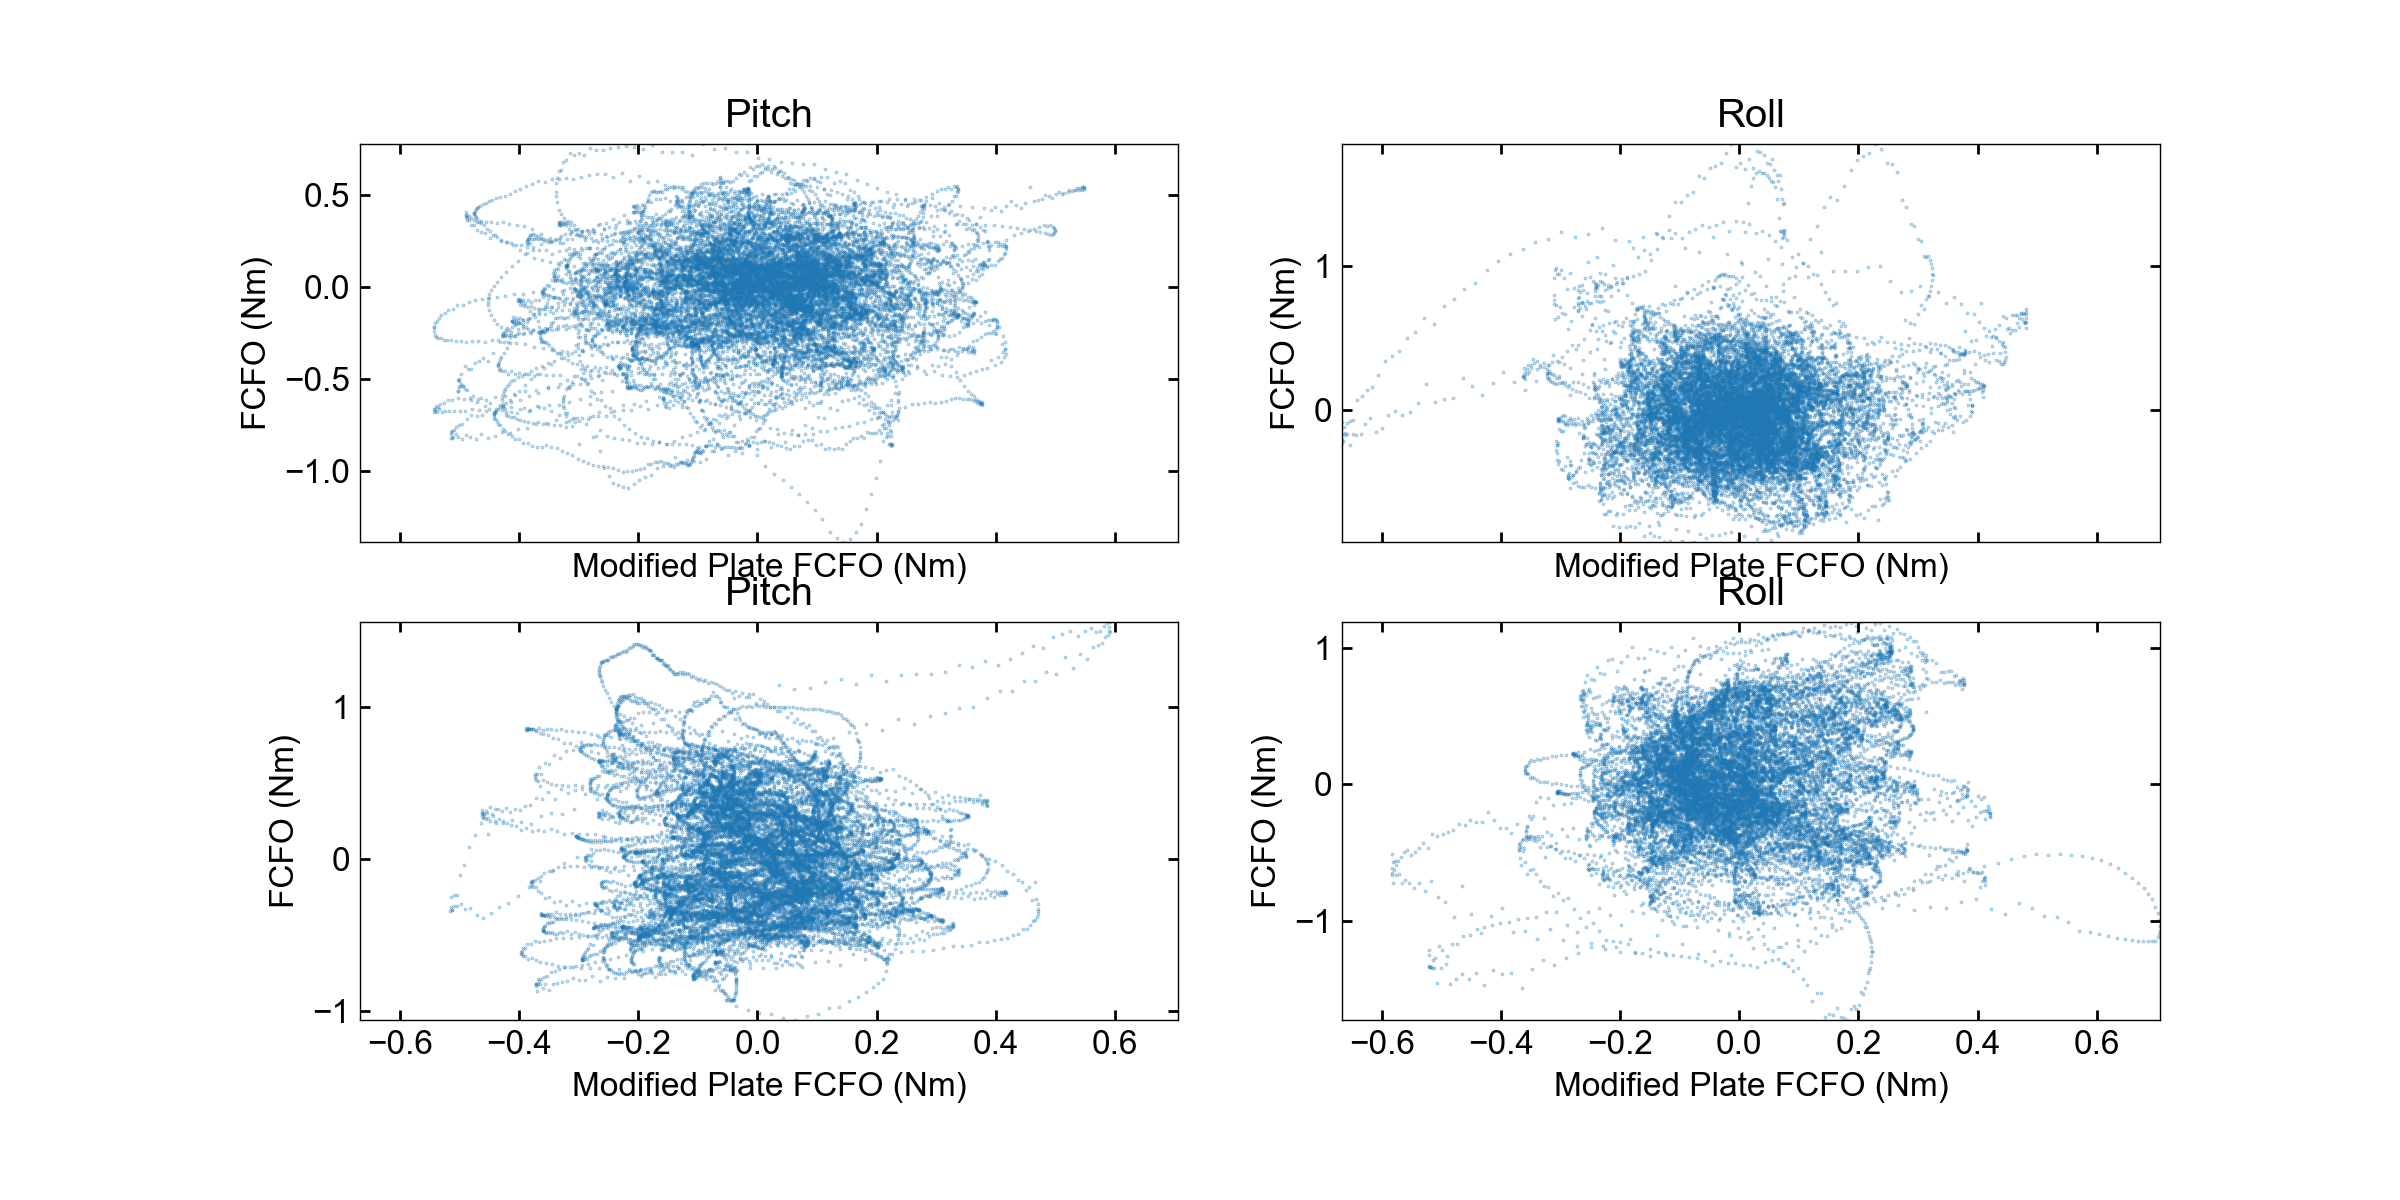 Pitch
FCFO (Nm)
0.5
0.0
−0.5
−1.0
Modified Plate FCFO (Nm)
Roll
FCFO (Nm)
1
0
Modified Plate FCFO (Nm)
Pitch
FCFO (Nm)
1
0
−1
−0.6 −0.4 −0.2 0.0 0.2 0.4 0.6
Modified Plate FCFO (Nm)
Roll
FCFO (Nm)
1
0
−1
−0.6 −0.4 −0.2 0.0 0.2 0.4 0.6
Modified Plate FCFO (Nm)